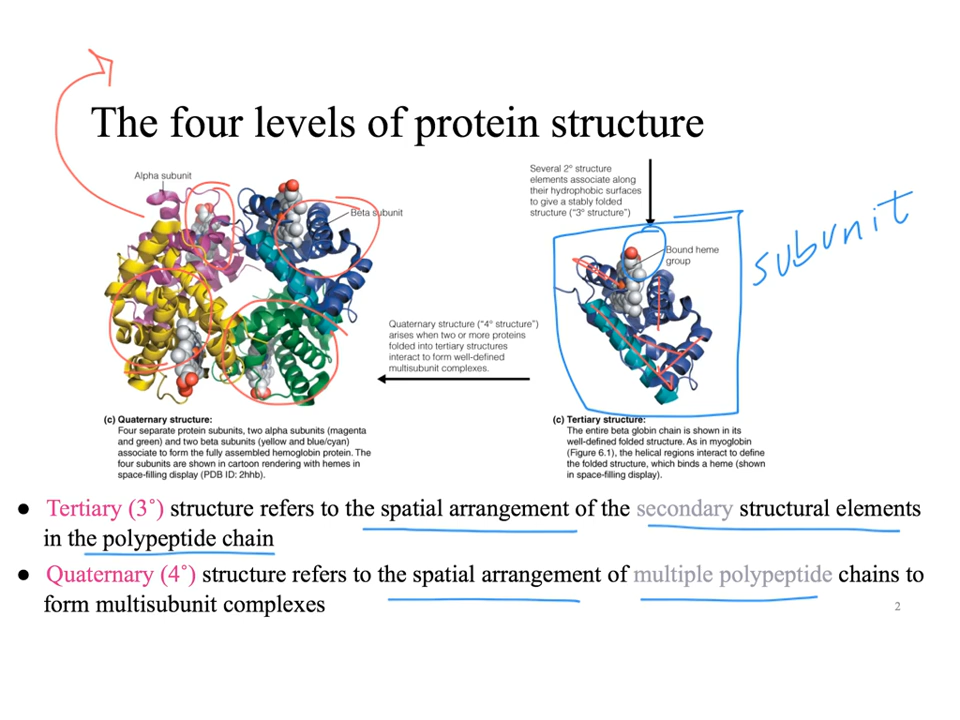 The four levels of protein structure
Alpha subunit
Beta subunit
Several 2° structure
elements associate along
their hydrophobic surfaces
to give a stably folded
structure (“3° structure”)
Bound heme
group
subunit
Quaternary structure (“4° structure”)
arises when two or more proteins
folded into tertiary structures
interact to form well-defined
multisubunit complexes.
(c) Quaternary structure:
Four separate protein subunits, two alpha subunits (magenta
and green) and two beta subunits (yellow and blue/cyan)
associate to form the fully assembled hemoglobin protein. The
four subunits are shown in cartoon rendering with hemes in
space-filling display (PDB ID: 2hhb).
(c) Tertiary structure:
The entire beta globin chain is shown in its
well-defined folded structure. As in myoglobin
(Figure 6.1), the helical regions interact to define
the folded structure, which binds a heme (shown
in space-filling display).
● Tertiary (3˚) structure refers to the spatial arrangement of the secondary structural elements
in the polypeptide chain
● Quaternary (4˚) structure refers to the spatial arrangement of multiple polypeptide chains to
form multisubunit complexes
2